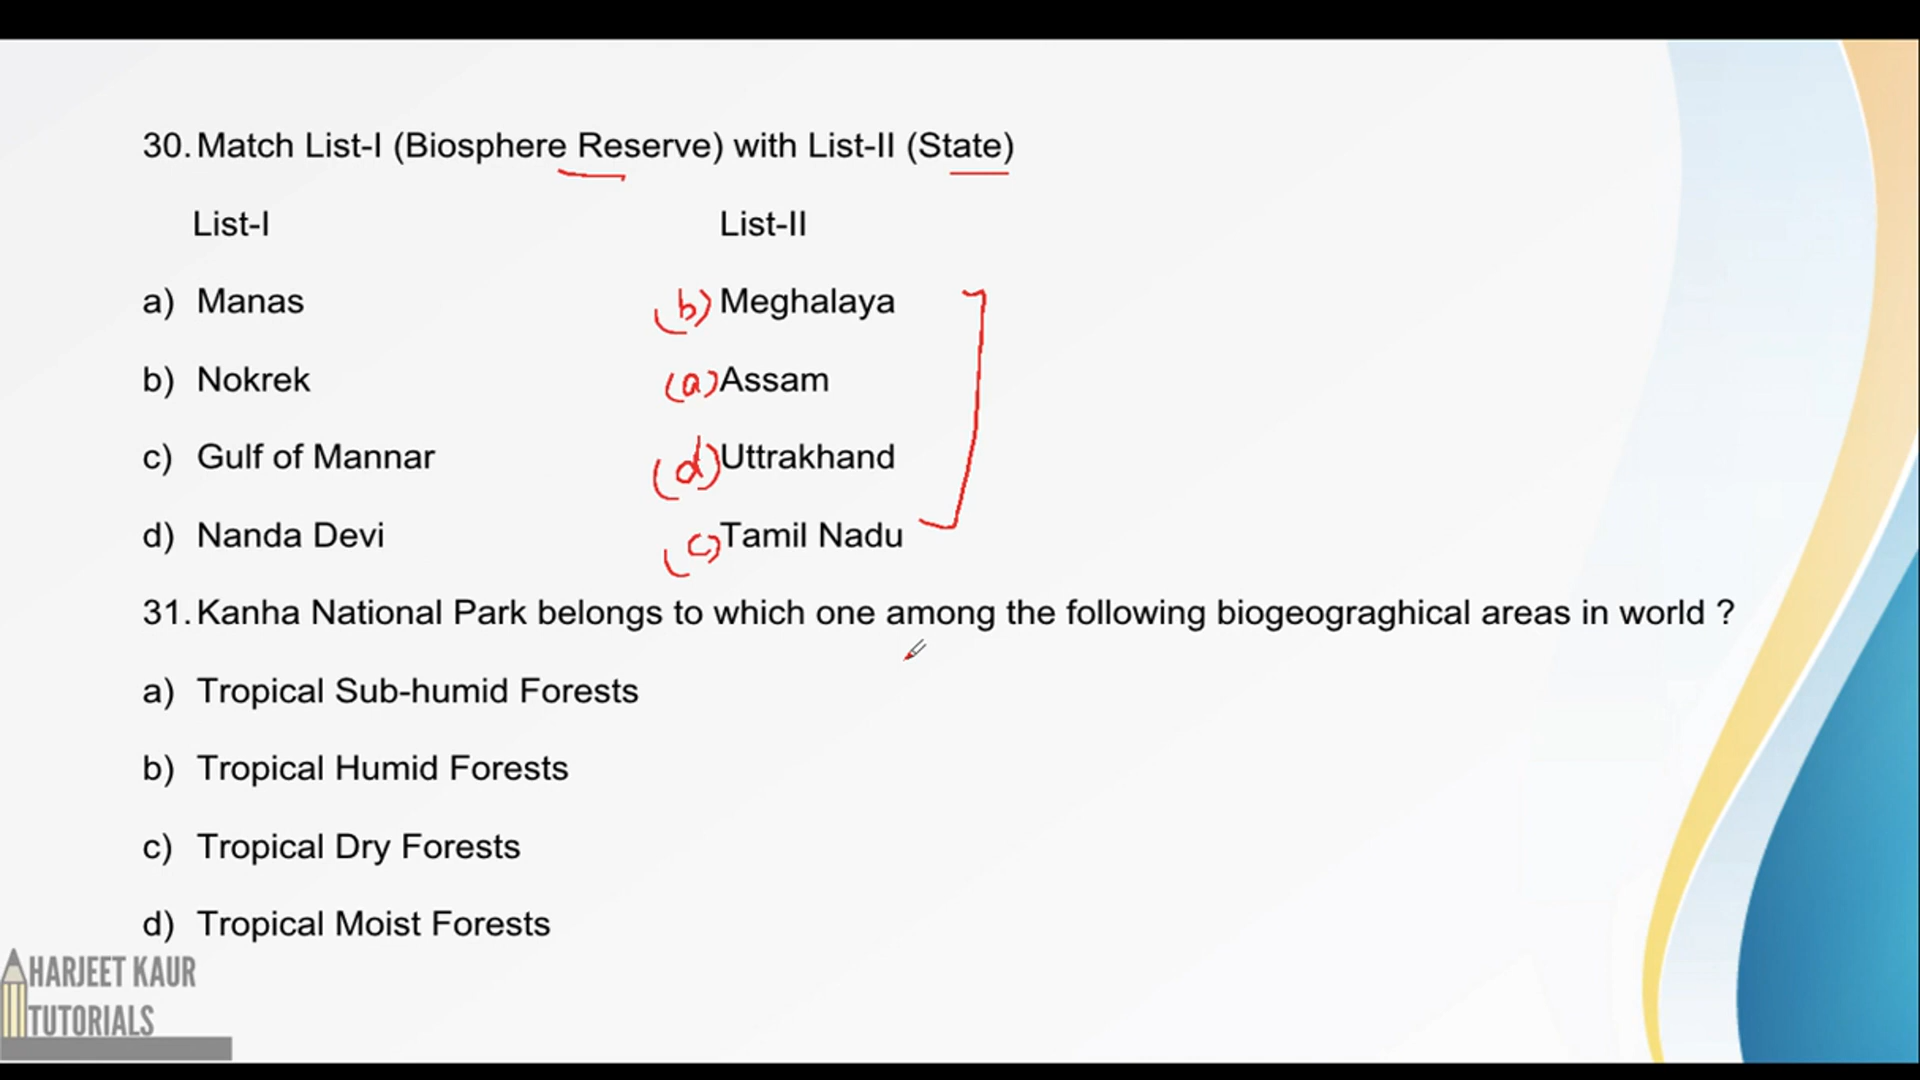 30. Match List-I (Biosphere Reserve) with List-II (State)
List-I List-II
a) Manas (b) Meghalaya
b) Nokrek (a) Assam
c) Gulf of Mannar (d) Uttrakhand
d) Nanda Devi (c) Tamil Nadu
31. Kanha National Park belongs to which one among the following biogeograghical areas in world ?
a) Tropical Sub-humid Forests
b) Tropical Humid Forests
c) Tropical Dry Forests
d) Tropical Moist Forests
HARJEET KAUR
TUTORIALS